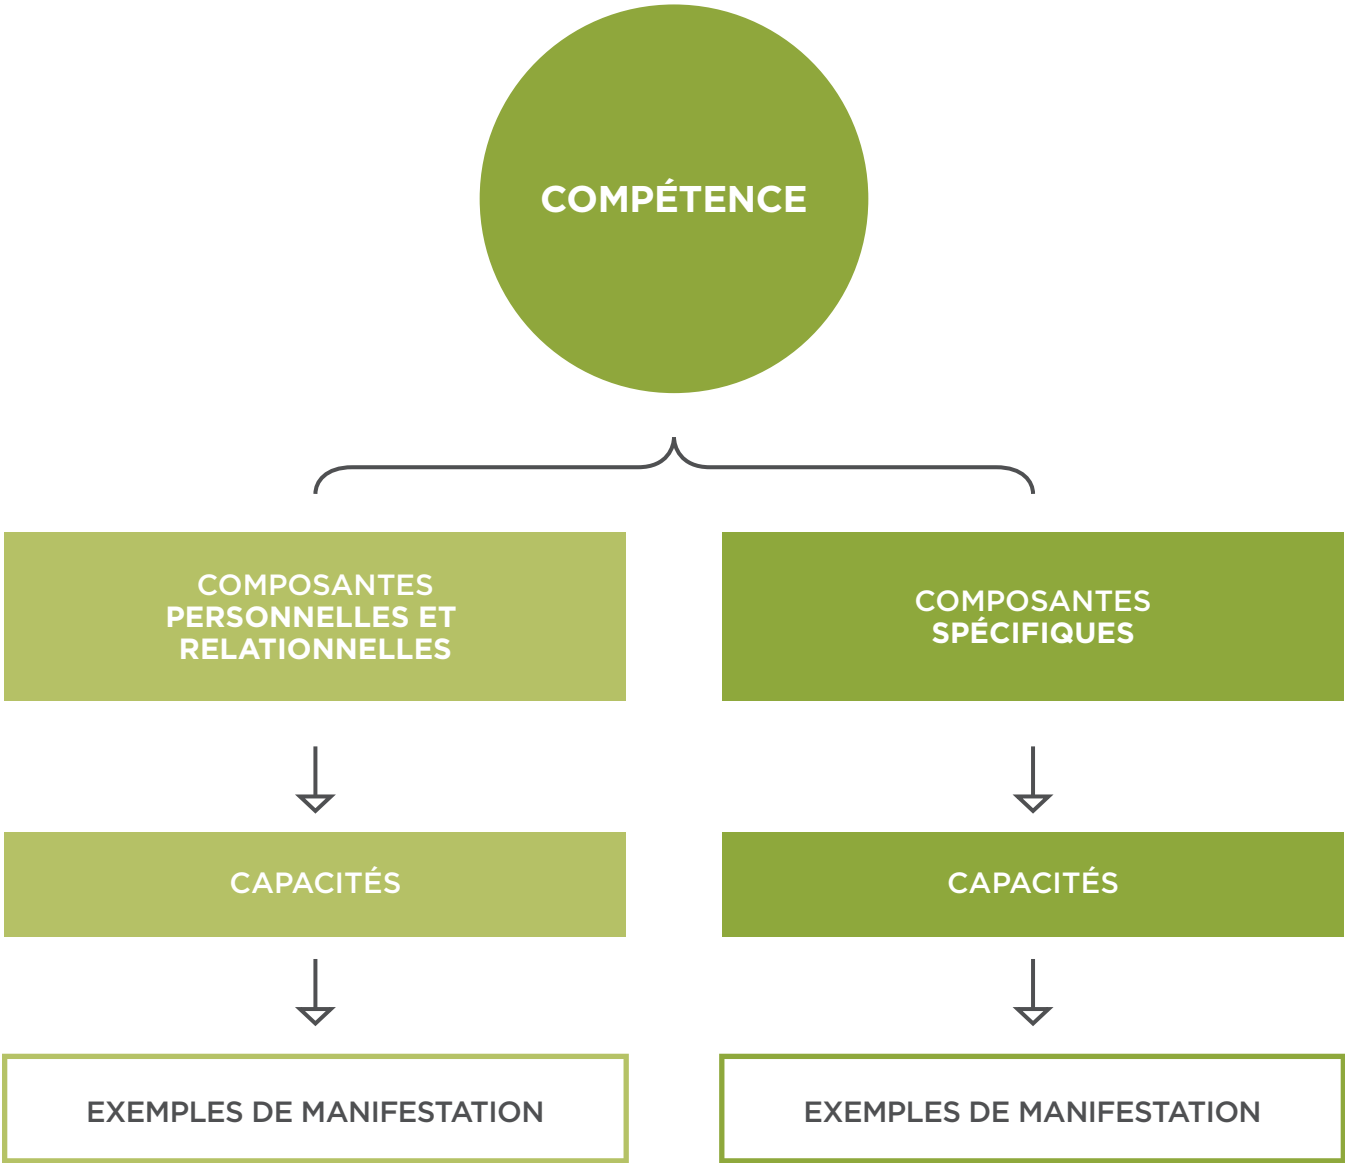 COMPÉTENCE
COMPOSANTES
PERSONNELLES ET
RELATIONNELLES
COMPOSANTES
SPÉCIFIQUES
CAPACITÉS
CAPACITÉS
EXEMPLES DE MANIFESTATION
EXEMPLES DE MANIFESTATION